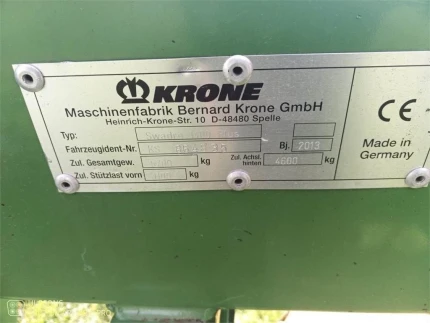 KRONE
Maschinenfabrik Bernard Krone GmbH
Heinrich-Krone-Str. 10 D-48480 Spelle
Typ:
Fahrzeugident-Nr. Bj. 2013
Zul. Gesamtgew. kg Zul. Achsl. hinten 4600 kg
Zul. Stützlast vorn kg
CE
Made in
Germany